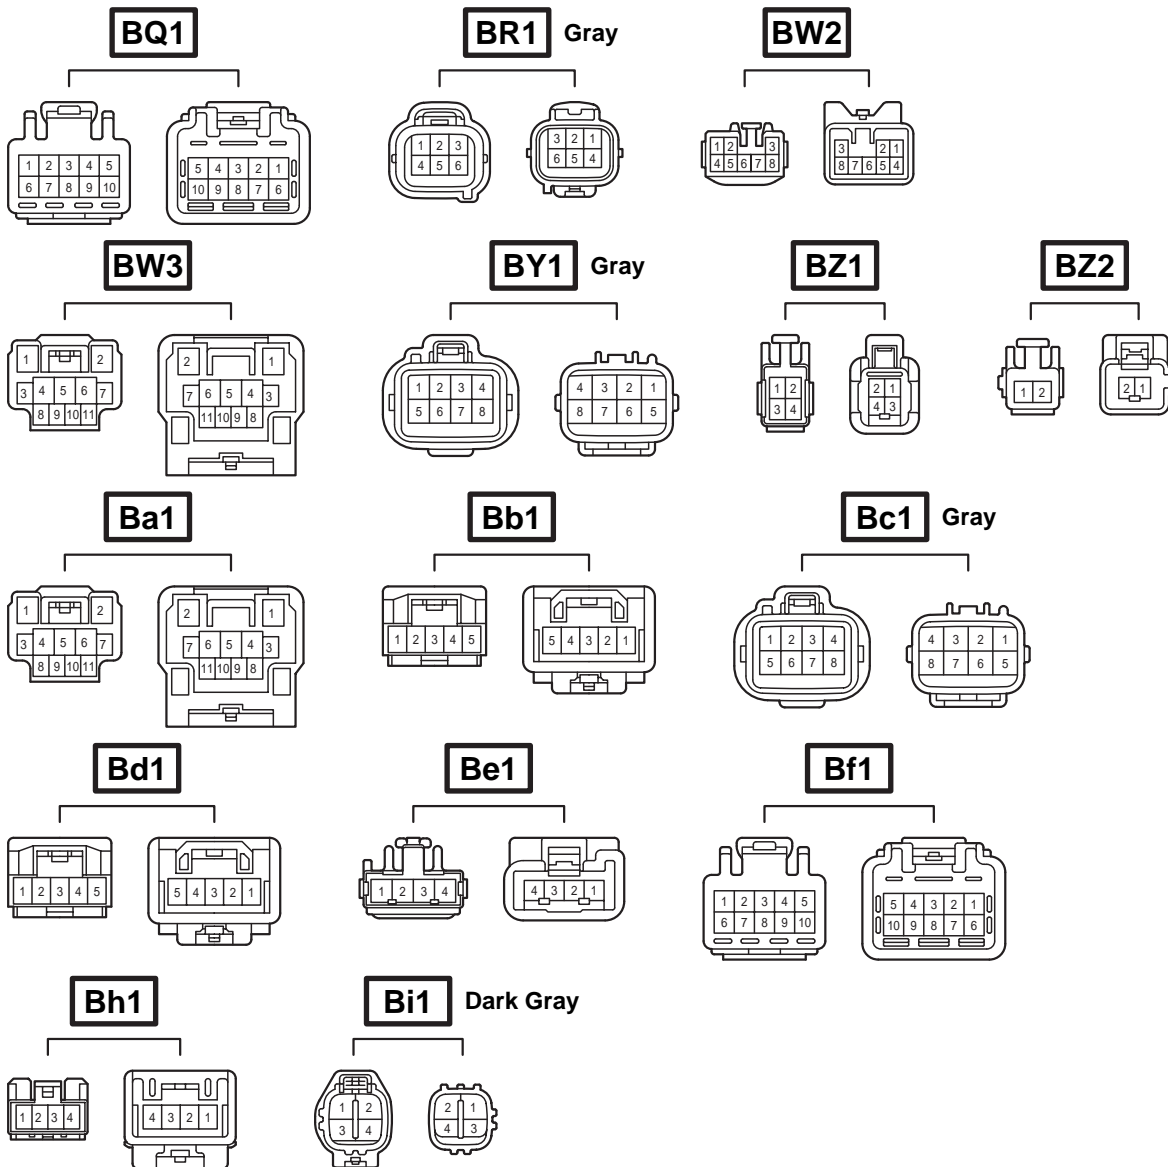 BQ1
BR1 Gray
BW2
1 2 3 4 5
6 7 8 9 10
5 4 3 2 1
10 9 8 7 6
1 2 3
4 5 6
3 2 1
6 5 4
1 2 3
4 5 6 7 8
3 2 1
8 7 6 5 4
BW3
BY1 Gray
BZ1
BZ2
1 2
3 4 5 6 7
8 9 10 11
2 1
7 6 5 4 3
11 10 9 8
1 2 3 4
5 6 7 8
4 3 2 1
8 7 6 5
1 2
3 4
2 1
4 3
1 2
2 1
Ba1
Bb1
Bc1 Gray
1 2
3 4 5 6 7
8 9 10 11
2 1
7 6 5 4 3
11 10 9 8
1 2 3 4 5
5 4 3 2 1
1 2 3 4
5 6 7 8
4 3 2 1
8 7 6 5
Bd1
Be1
Bf1
1 2 3 4 5
5 4 3 2 1
1 2 3 4
4 3 2 1
1 2 3 4 5
6 7 8 9 10
5 4 3 2 1
10 9 8 7 6
Bh1
Bi1 Dark Gray
1 2 3 4
4 3 2 1
1 2
3 4
2 1
4 3